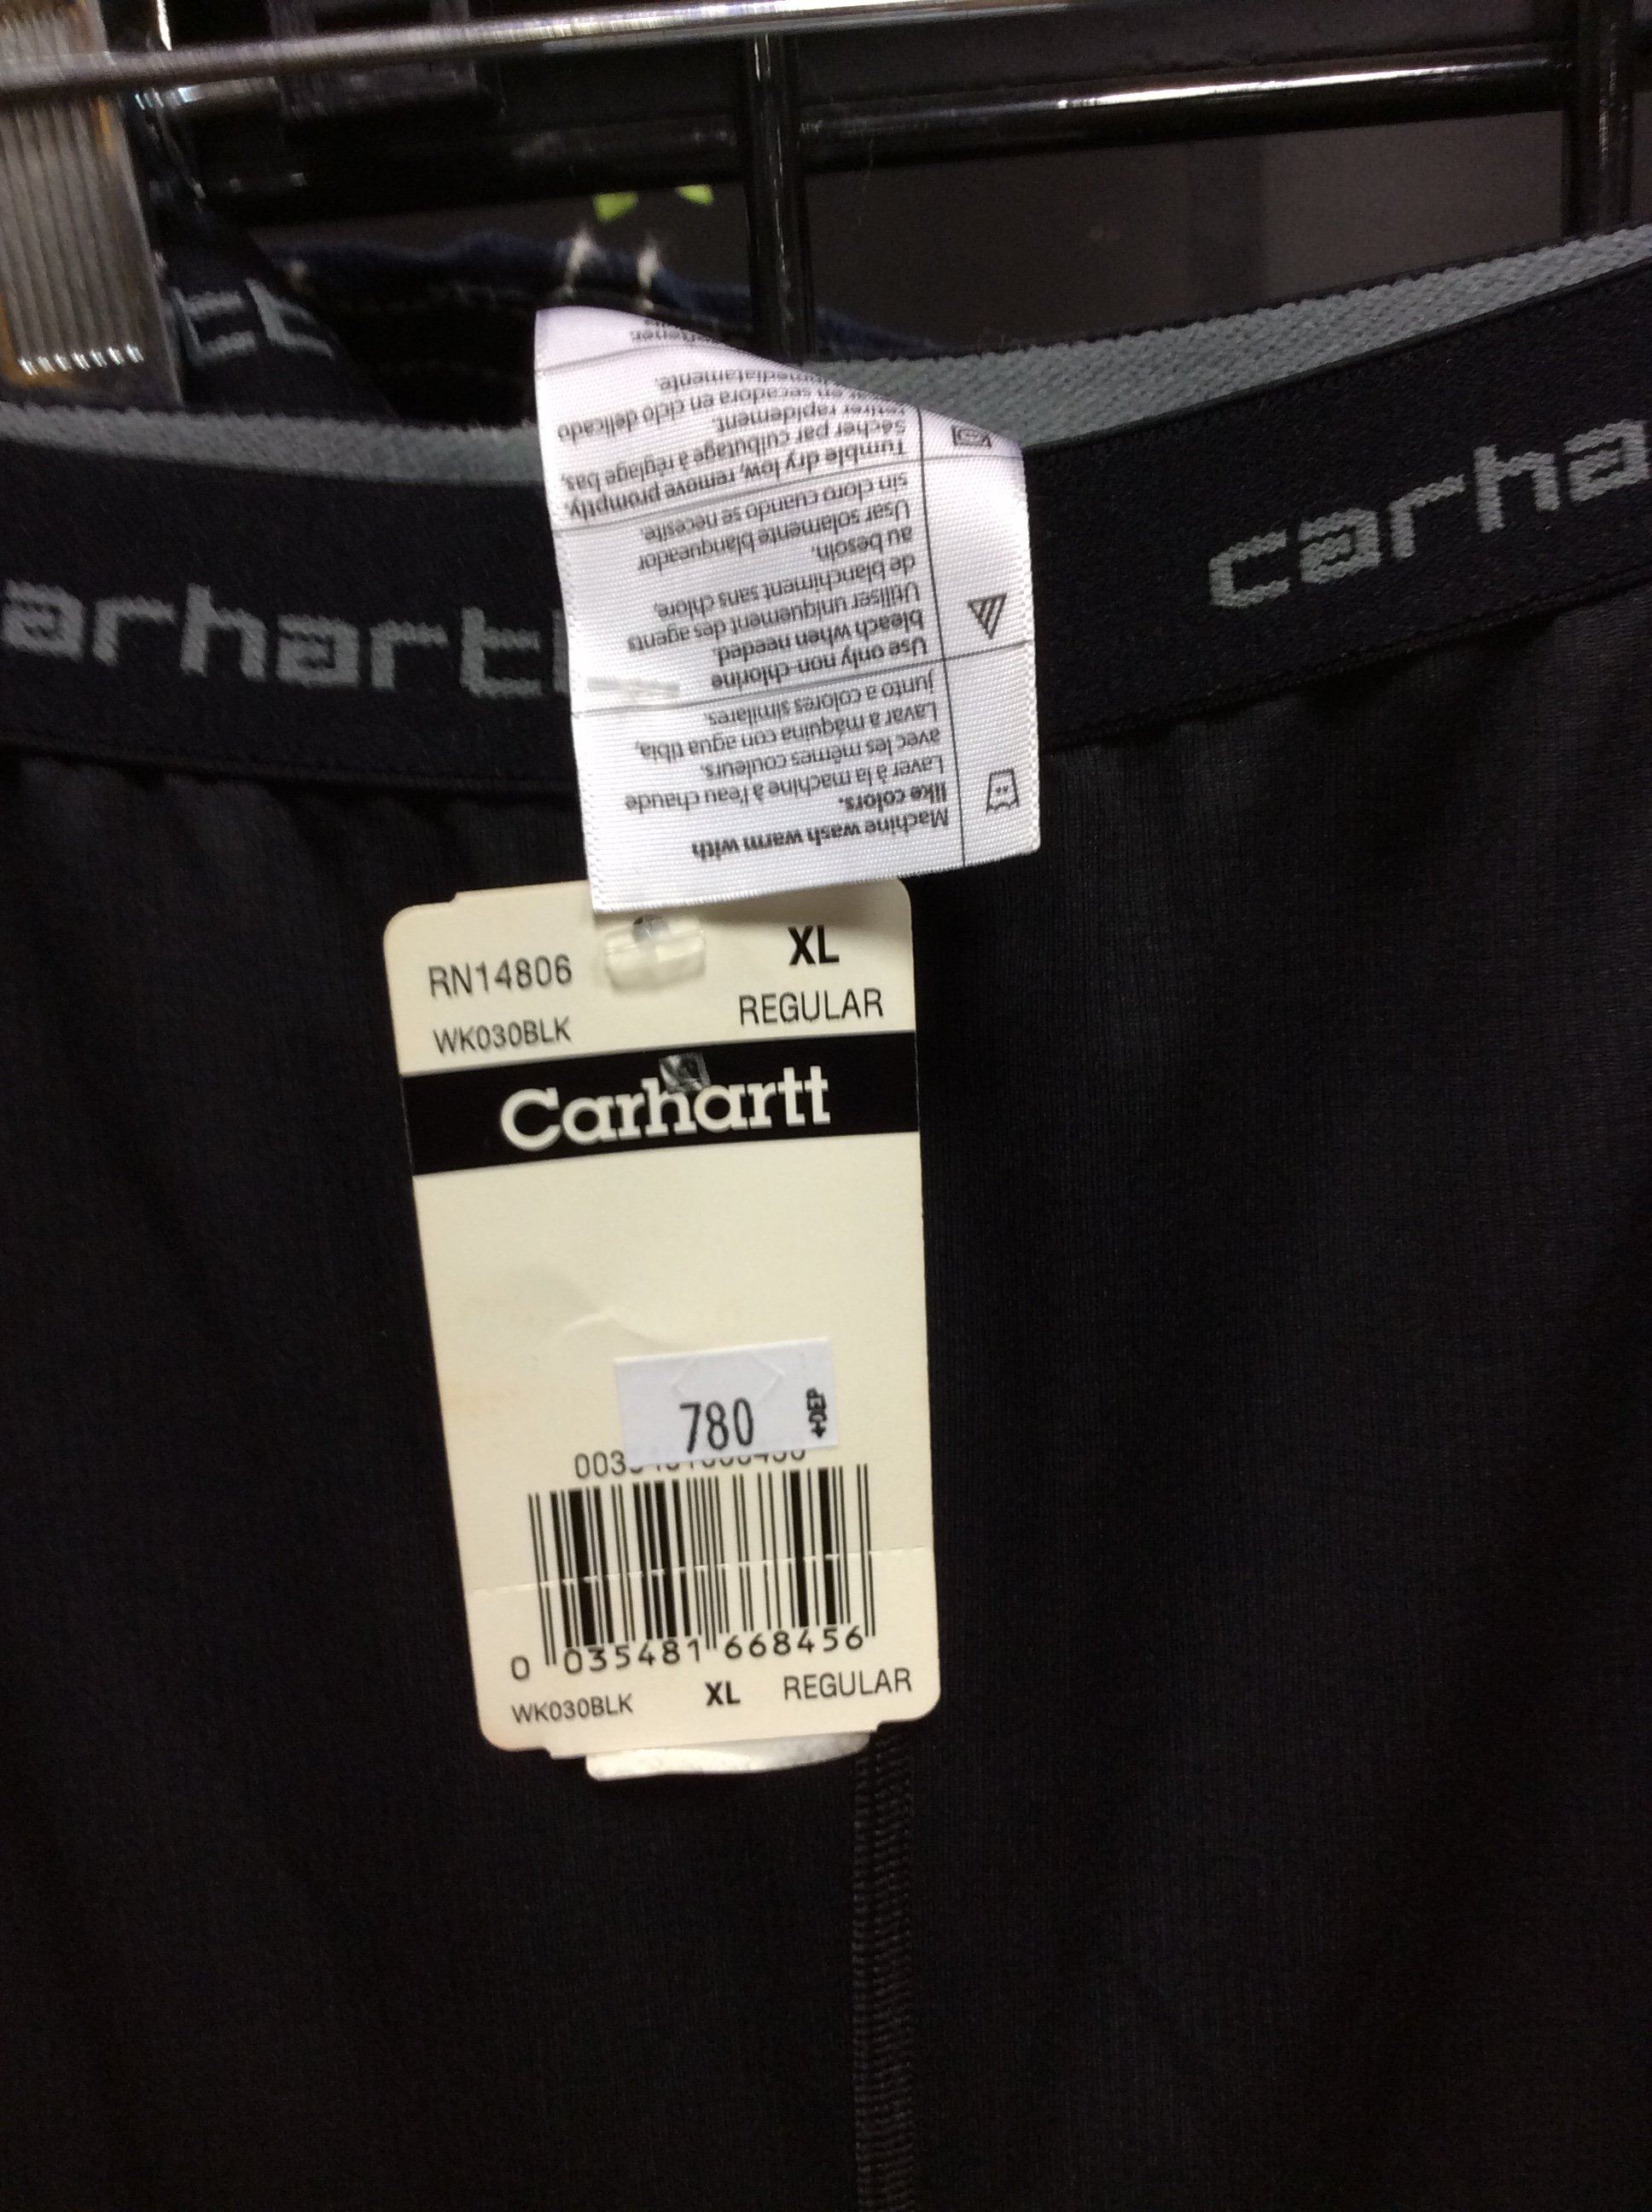 tt
carhartt
carha
Machine wash warm with
like colors.
Laver à la machine à l'eau chaude
avec les mêmes couleurs.
Lavar a máquina con agua tibia,
junto a colores similares.
Use only non-chlorine
bleach when needed.
Utiliser uniquement des agents
de blanchiment sans chlore,
au besoin.
Usar solamente blanqueador
sin cloro cuando se necesite.
Tumble dry low, remove promptly.
Sécher par culbutage à réglage bas,
retirer rapidement.
secadora en ciclo delicado
inmediatamente.
RN14806
XL
WK030BLK
REGULAR
Carhartt
780
DEP
0 035481 668456
WK030BLK XL REGULAR